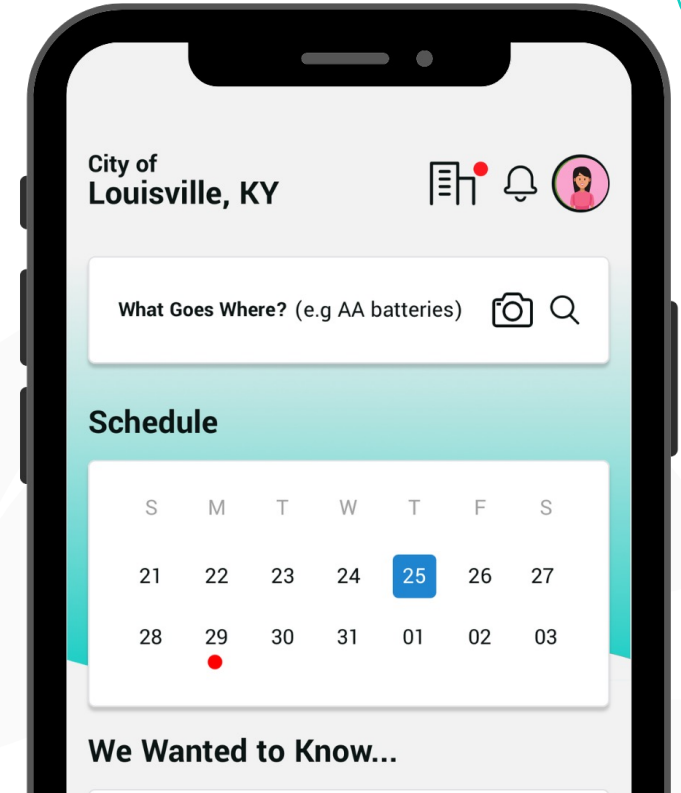 City of
Louisville, KY
What Goes Where? (e.g AA batteries)
Schedule
S M T W T F S
21 22 23 24 25 26 27
28 29 30 31 01 02 03
We Wanted to Know...